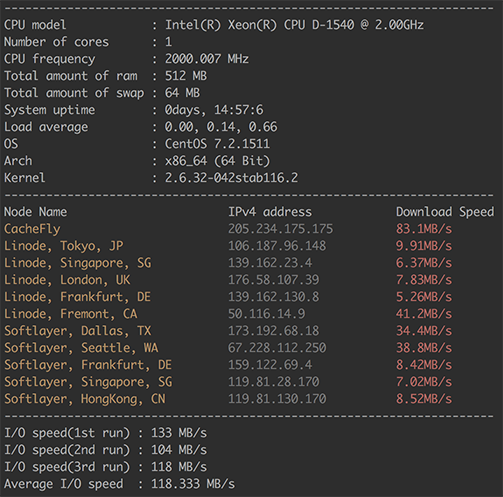 ----------------------------------------------------------------------
CPU model            : Intel(R) Xeon(R) CPU D-1540 @ 2.00GHz
Number of cores      : 1
CPU frequency        : 2000.007 MHz
Total amount of ram  : 512 MB
Total amount of swap : 64 MB
System uptime        : 0days, 14:57:6
Load average         : 0.00, 0.14, 0.66
OS                   : CentOS 7.2.1511
Arch                 : x86_64 (64 Bit)
Kernel               : 2.6.32-042stab116.2
----------------------------------------------------------------------
Node Name                       IPv4 address            Download Speed
CacheFly                        205.234.175.175         83.1MB/s
Linode, Tokyo, JP               106.187.96.148          9.91MB/s
Linode, Singapore, SG           139.162.23.4            6.37MB/s
Linode, London, UK              176.58.107.39           7.83MB/s
Linode, Frankfurt, DE           139.162.130.8           5.26MB/s
Linode, Fremont, CA             50.116.14.9             41.2MB/s
Softlayer, Dallas, TX           173.192.68.18           34.4MB/s
Softlayer, Seattle, WA          67.228.112.250          38.8MB/s
Softlayer, Frankfurt, DE        159.122.69.4            8.42MB/s
Softlayer, Singapore, SG        119.81.28.170           7.02MB/s
Softlayer, HongKong, CN         119.81.130.170          8.52MB/s
----------------------------------------------------------------------
I/O speed(1st run) : 133 MB/s
I/O speed(2nd run) : 104 MB/s
I/O speed(3rd run) : 118 MB/s
Average I/O speed  : 118.333 MB/s